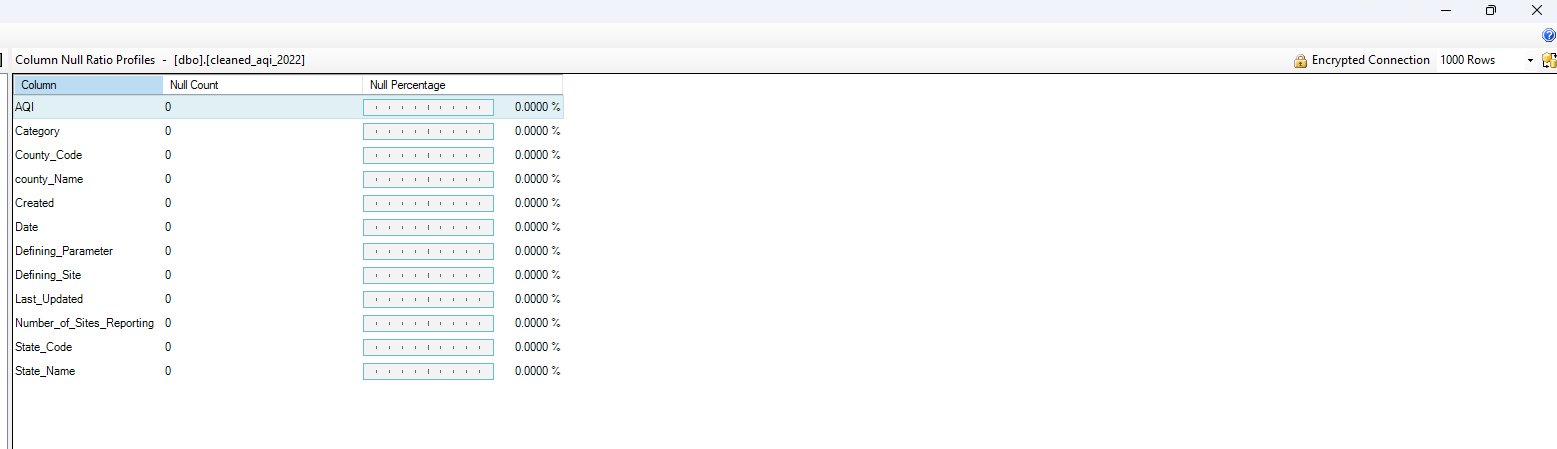 Column Null Ratio Profiles - [dbo].[cleaned_aqi_2022] Encrypted Connection 1000 Rows
Column Null Count Null Percentage
AQI 0 0.0000 %
Category 0 0.0000 %
County_Code 0 0.0000 %
county_Name 0 0.0000 %
Created 0 0.0000 %
Date 0 0.0000 %
Defining_Parameter 0 0.0000 %
Defining_Site 0 0.0000 %
Last_Updated 0 0.0000 %
Number_of_Sites_Reporting 0 0.0000 %
State_Code 0 0.0000 %
State_Name 0 0.0000 %